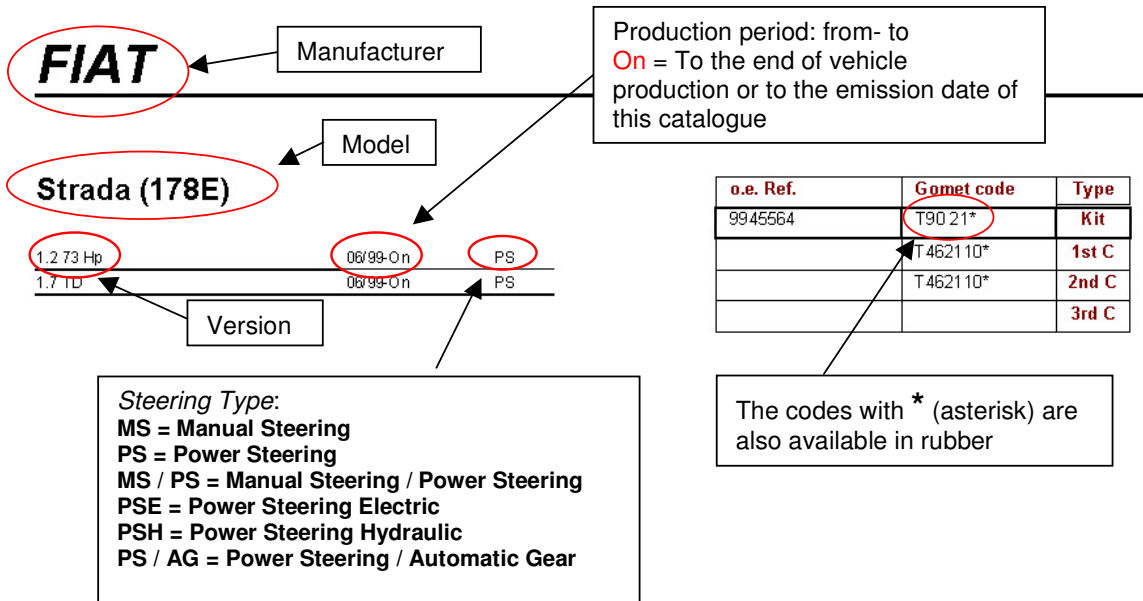 FIAT
Manufacturer
Production period: from- to
On = To the end of vehicle
production or to the emission date of
this catalogue
Model
Strada (178E)
1.2 73 Hp 06/99-On PS
1.7 TD 06/99-On PS
Version
o.e. Ref. Gomet code Type
9945564 T90 21* Kit
T462110* 1st C
T462110* 2nd C
3rd C
Steering Type:
MS = Manual Steering
PS = Power Steering
MS / PS = Manual Steering / Power Steering
PSE = Power Steering Electric
PSH = Power Steering Hydraulic
PS / AG = Power Steering / Automatic Gear
The codes with * (asterisk) are
also available in rubber